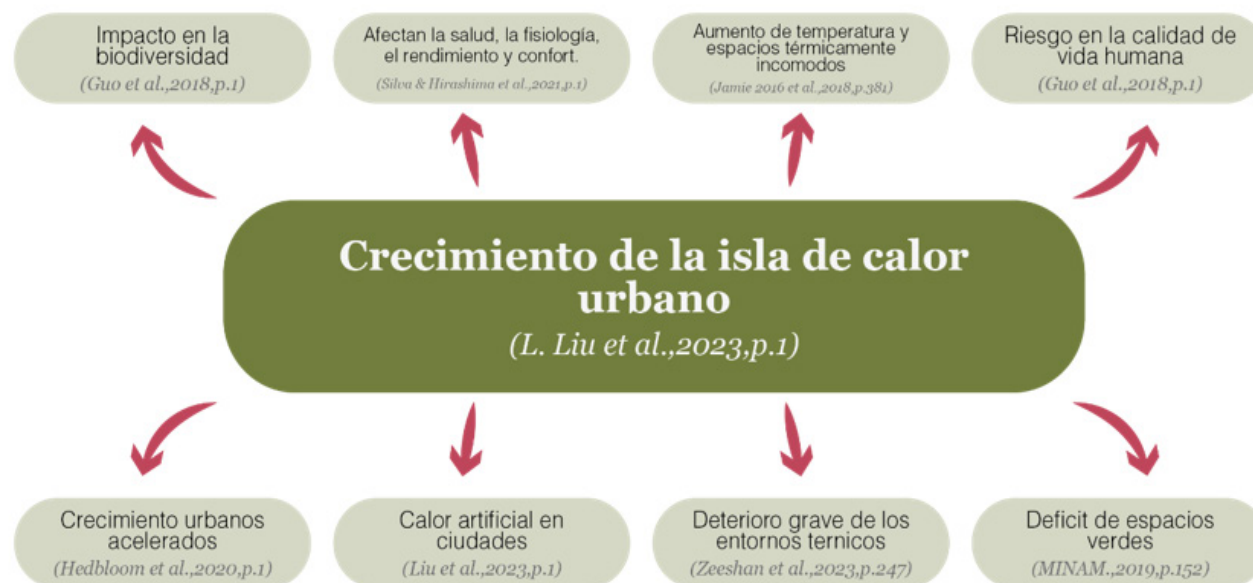 Impacto en la
biodiversidad
(Guo et al.,2018,p.1)
Afectan la salud, la fisiología,
el rendimiento y confort.
(Silva & Hirashima et al.,2021,p.1)
Aumento de temperatura y
espacios térmicamente
incomodos
(Jamie 2016 et al.,2018,p.381)
Riesgo en la calidad de
vida humana
(Guo et al.,2018,p.1)
Crecimiento de la isla de calor
urbano
(L. Liu et al.,2023,p.1)
Crecimiento urbanos
acelerados
(Hedbloom et al.,2020,p.1)
Calor artificial en
ciudades
(Liu et al.,2023,p.1)
Deterioro grave de los
entornos ternicos
(Zeeshan et al.,2023,p.247)
Deficit de espacios
verdes
(MINAM.,2019,p.152)